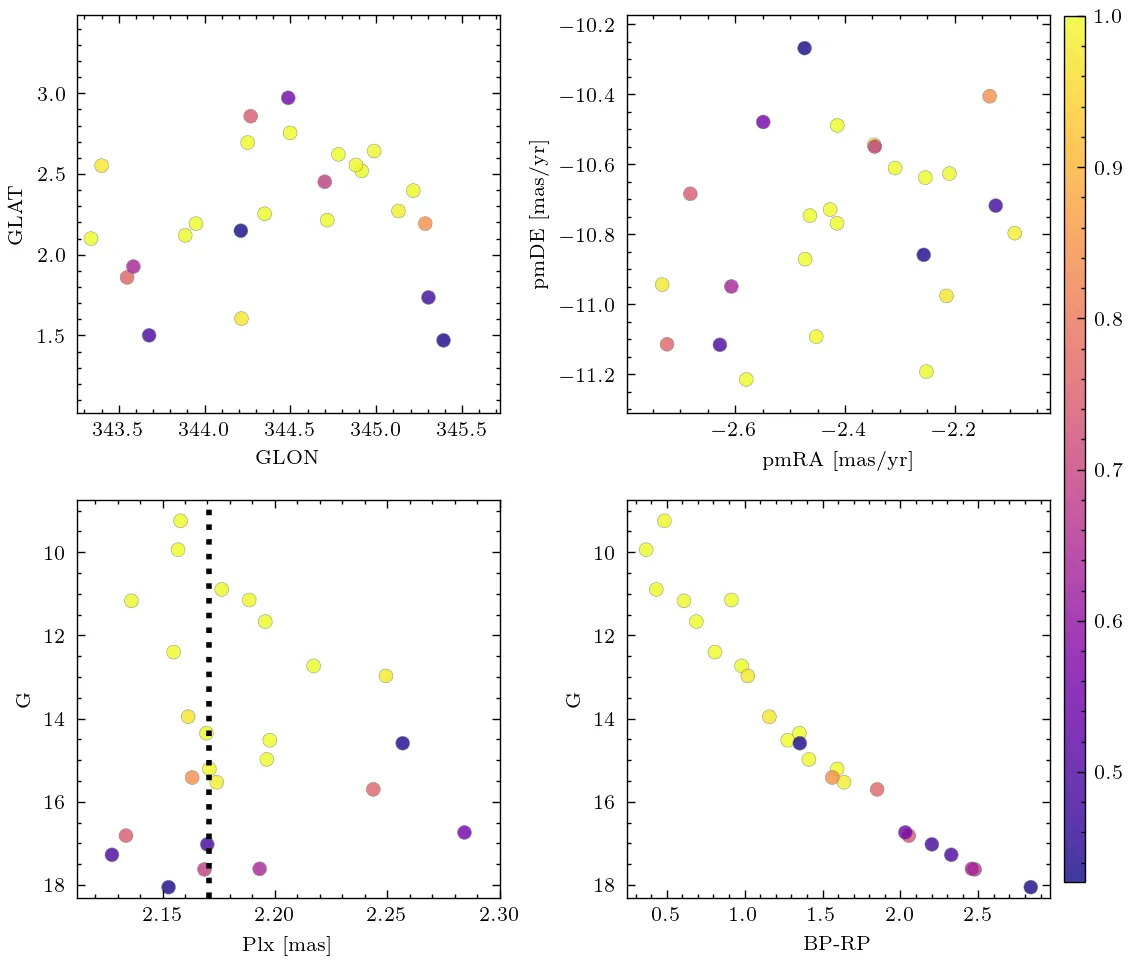 3.0
2.5
2.0
1.5
GLAT
343.5 344.0 344.5 345.0 345.5
GLON
−10.2
−10.4
−10.6
−10.8
−11.0
−11.2
pmDE [mas/yr]
−2.6 −2.4 −2.2
pmRA [mas/yr]
10
12
14
16
18
G
2.15 2.20 2.25 2.30
Plx [mas]
10
12
14
16
18
G
0.5 1.0 1.5 2.0 2.5
BP-RP
1.0
0.9
0.8
0.7
0.6
0.5